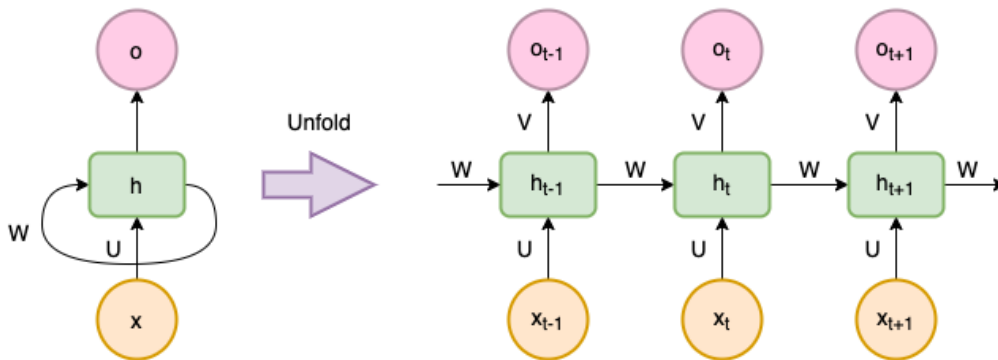 o
o_{t-1}
o_t
o_{t+1}
Unfold
V
V
V
W
W
W
W
h
h_{t-1}
h_t
h_{t+1}
W
U
U
U
U
x
x_{t-1}
x_t
x_{t+1}